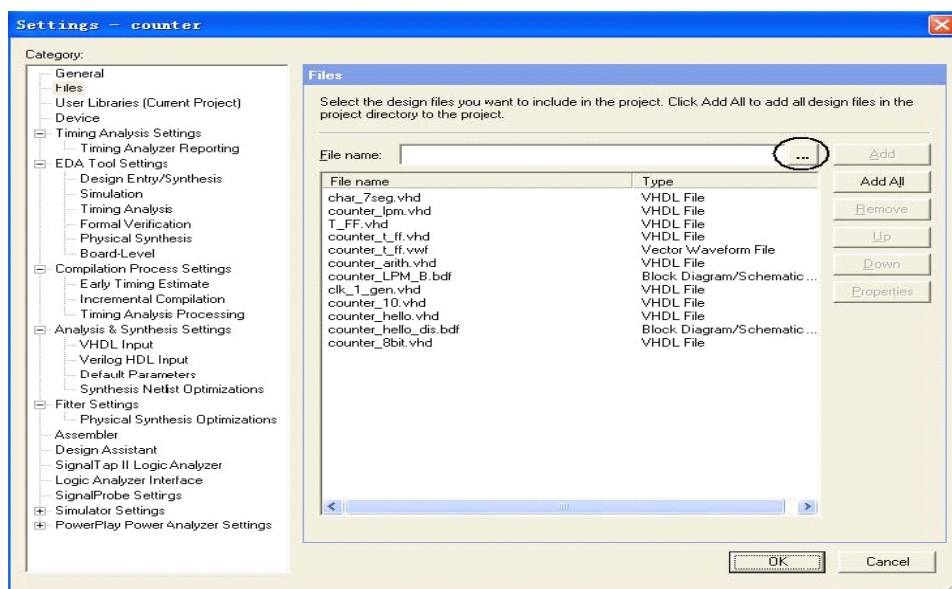 Settings - counter
Category:
General
Files
User Libraries (Current Project)
Device
Timing Analysis Settings
Timing Analyzer Reporting
EDA Tool Settings
Design Entry/Synthesis
Simulation
Timing Analysis
Formal Verification
Physical Synthesis
Board-Level
Compilation Process Settings
Early Timing Estimate
Incremental Compilation
Timing Analysis Processing
Analysis & Synthesis Settings
VHDL Input
Verilog HDL Input
Default Parameters
Synthesis Netlist Optimizations
Fitter Settings
Physical Synthesis Optimizations
Assembler
Design Assistant
SignalTap II Logic Analyzer
Logic Analyzer Interface
SignalProbe Settings
Simulator Settings
PowerPlay Power Analyzer Settings
Files
Select the design files you want to include in the project. Click Add All to add all design files in the
project directory to the project.
File name: ... Add
File name Type
char_7seg.vhd VHDL File
counter_lpm.vhd VHDL File
T_FF.vhd VHDL File
counter_t_ff.vhd VHDL File
counter_t_ff.vwf Vector Waveform File
counter_arith.vhd VHDL File
counter_LPM_B.bdf Block Diagram/Schematic ...
clk_1_gen.vhd VHDL File
counter_10.vhd VHDL File
counter_hello.vhd VHDL File
counter_hello_dis.bdf Block Diagram/Schematic ...
counter_8bit.vhd VHDL File
Add All
Remove
Up
Down
Properties
OK Cancel